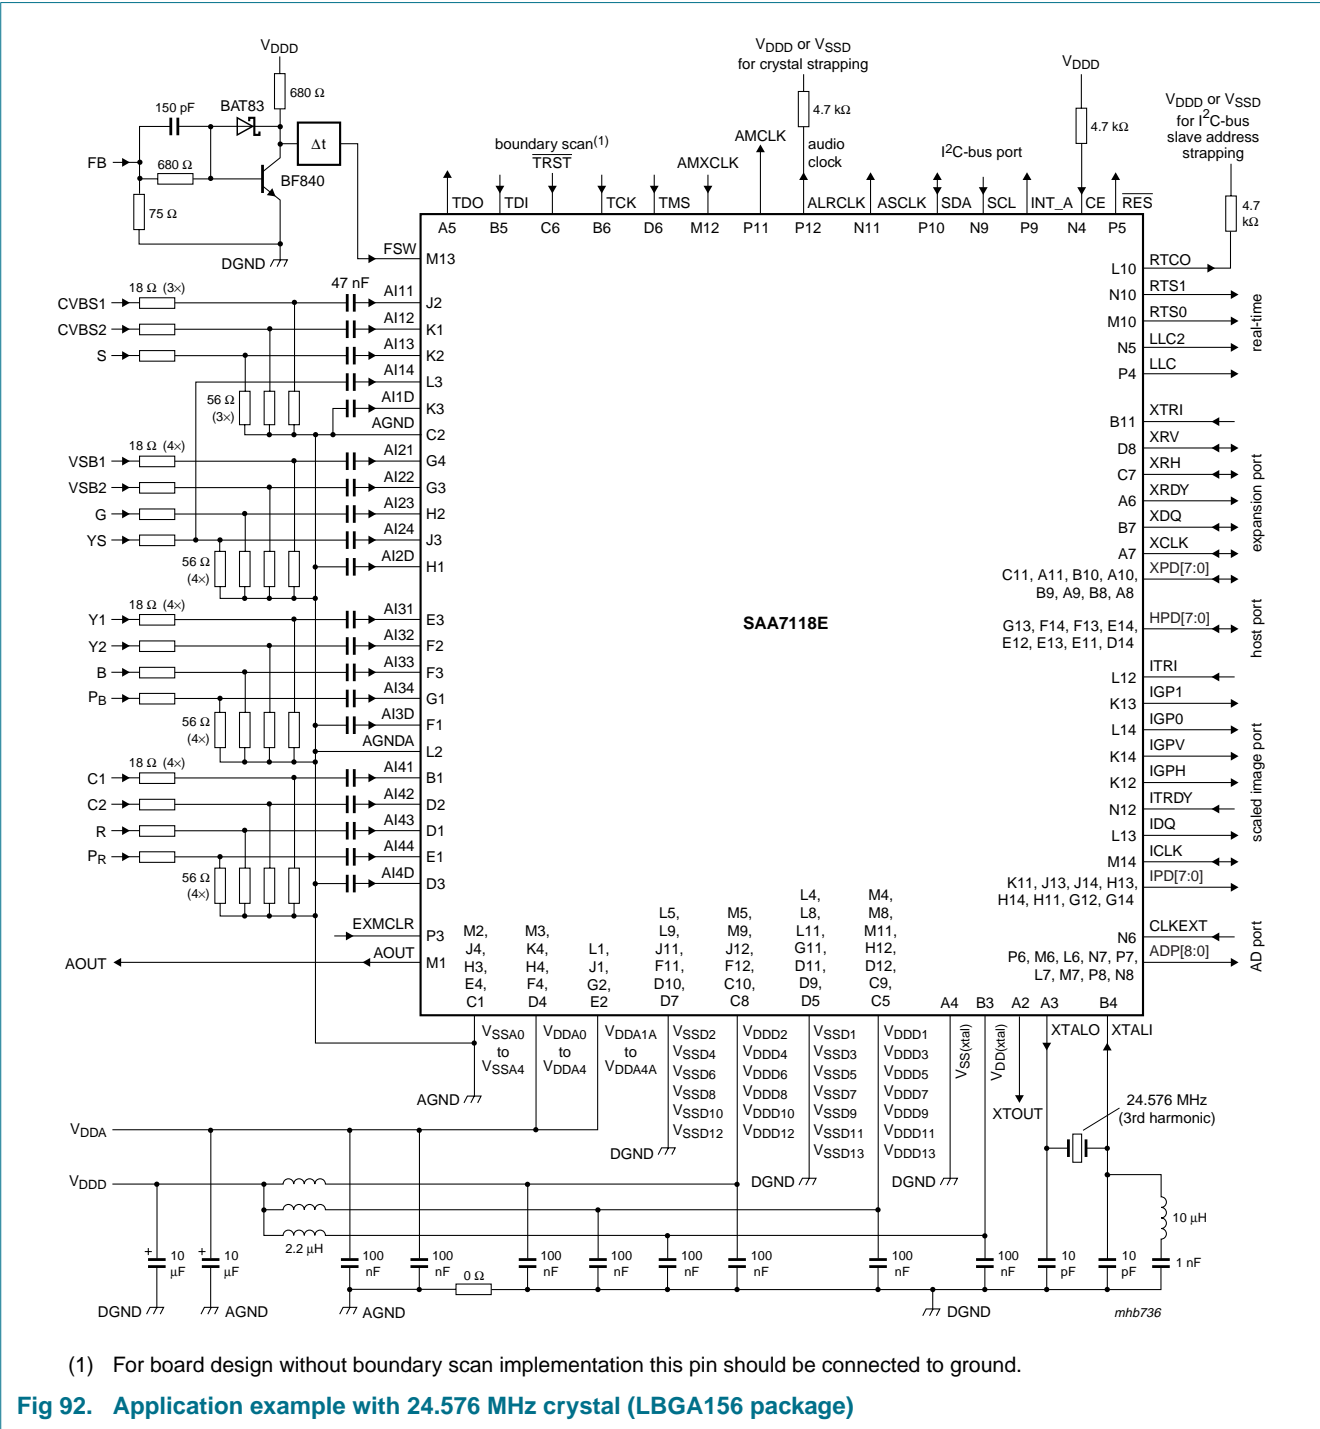 VDDD
680 Ω
150 pF
BAT83
Δt
FB
680 Ω
BF840
75 Ω
DGND
VDDD or VSSD
for crystal strapping
4.7 kΩ
AMCLK
audio
clock
boundary scan(1)
TRST
AMXCLK
I2C-bus port
VDDD
4.7 kΩ
VDDD or VSSD
for I2C-bus
slave address
strapping
4.7
kΩ
TDO
TDI
TCK
TMS
ALRCLK
ASCLK
SDA
SCL
INT_A
CE
RES
A5
B5
C6
B6
D6
M12
P11
P12
N11
P10
N9
P9
N4
P5
FSW
M13
47 nF
CVBS1
18 Ω (3×)
AI11
J2
CVBS2
AI12
K1
S
AI13
K2
AI14
L3
56 Ω
(3×)
AI1D
K3
AGND
C2
VSB1
18 Ω (4×)
AI21
G4
VSB2
AI22
G3
G
AI23
H2
YS
AI24
J3
56 Ω
(4×)
AI2D
H1
Y1
18 Ω (4×)
AI31
E3
Y2
AI32
F2
B
AI33
F3
PB
AI34
G1
56 Ω
(4×)
AI3D
F1
AGNDA
L2
C1
18 Ω (4×)
AI41
B1
C2
AI42
D2
R
AI43
D1
PR
AI44
E1
56 Ω
(4×)
AI4D
D3
EXMCLR
P3
AOUT
AOUT
M1
SAA7118E
L10
RTCO
N10
RTS1
M10
RTS0
N5
LLC2
P4
LLC
real-time
B11
XTRI
D8
XRV
C7
XRH
A6
XRDY
B7
XDQ
A7
XCLK
C11, A11, B10, A10,
B9, A9, B8, A8
XPD[7:0]
expansion port
G13, F14, F13, E14,
E12, E13, E11, D14
HPD[7:0]
host port
L12
ITRI
K13
IGP1
L14
IGP0
K14
IGPV
K12
IGPH
N12
ITRDY
L13
IDQ
M14
ICLK
K11, J13, J14, H13,
H14, H11, G12, G14
IPD[7:0]
scaled image port
N6
CLKEXT
P6, M6, L6, N7, P7,
L7, M7, P8, N8
ADP[8:0]
AD port
M2,
J4,
H3,
E4,
C1
M3,
K4,
H4,
F4,
D4
L1,
J1,
G2,
E2
L5,
L9,
J11,
F11,
D10,
D7
M5,
M9,
J12,
F12,
C10,
C8
L4,
L8,
L11,
G11,
D11,
D9,
D5
M4,
M8,
M11,
H12,
D12,
C9,
C5
A4
B3
A2
A3
B4
VSSA0
to
VSSA4
VDDA0
to
VDDA4
VDDA1A
to
VDDA4A
VSSD2
VSSD4
VSSD6
VSSD8
VSSD10
VSSD12
VDDD2
VDDD4
VDDD6
VDDD8
VDDD10
VDDD12
VSSD1
VSSD3
VSSD5
VSSD7
VSSD9
VSSD11
VSSD13
VDDD1
VDDD3
VDDD5
VDDD7
VDDD9
VDDD11
VDDD13
VSS(xtal)
VDD(xtal)
XTOUT
XTALO
XTALI
24.576 MHz
(3rd harmonic)
AGND
DGND
DGND
DGND
VDDA
VDDD
2.2 μH
10 μH
+
10
μF
+
10
μF
100
nF
100
nF
0 Ω
100
nF
100
nF
100
nF
100
nF
100
nF
100
nF
10
pF
10
pF
1 nF
DGND
AGND
AGND
DGND
mhb736
(1) For board design without boundary scan implementation this pin should be connected to ground.
Fig 92. Application example with 24.576 MHz crystal (LBGA156 package)